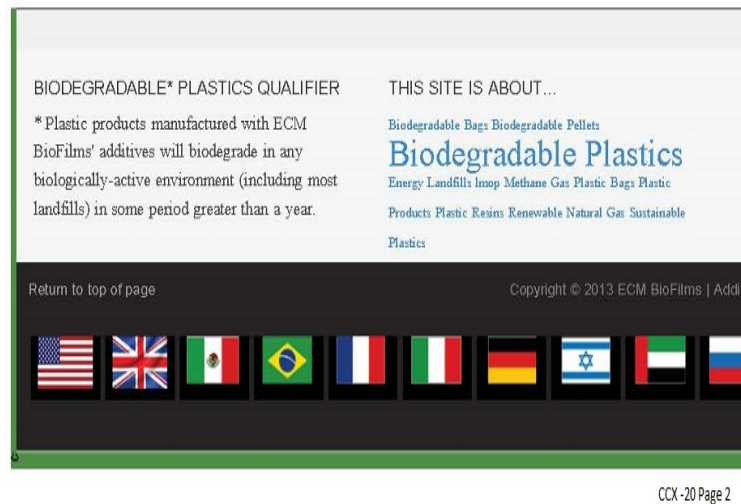 BIODEGRADABLE* PLASTICS QUALIFIER
* Plastic products manufactured with ECM
BioFilms' additives will biodegrade in any
biologically-active environment (including most
landfills) in some period greater than a year.
THIS SITE IS ABOUT...
Biodegradable Bags Biodegradable Pellets
Biodegradable Plastics
Energy Landfills lmop Methane Gas Plastic Bags Plastic
Products Plastic Resins Renewable Natural Gas Sustainable
Plastics
Return to top of page
Copyright © 2013 ECM BioFilms | Addi
CCX -20 Page 2